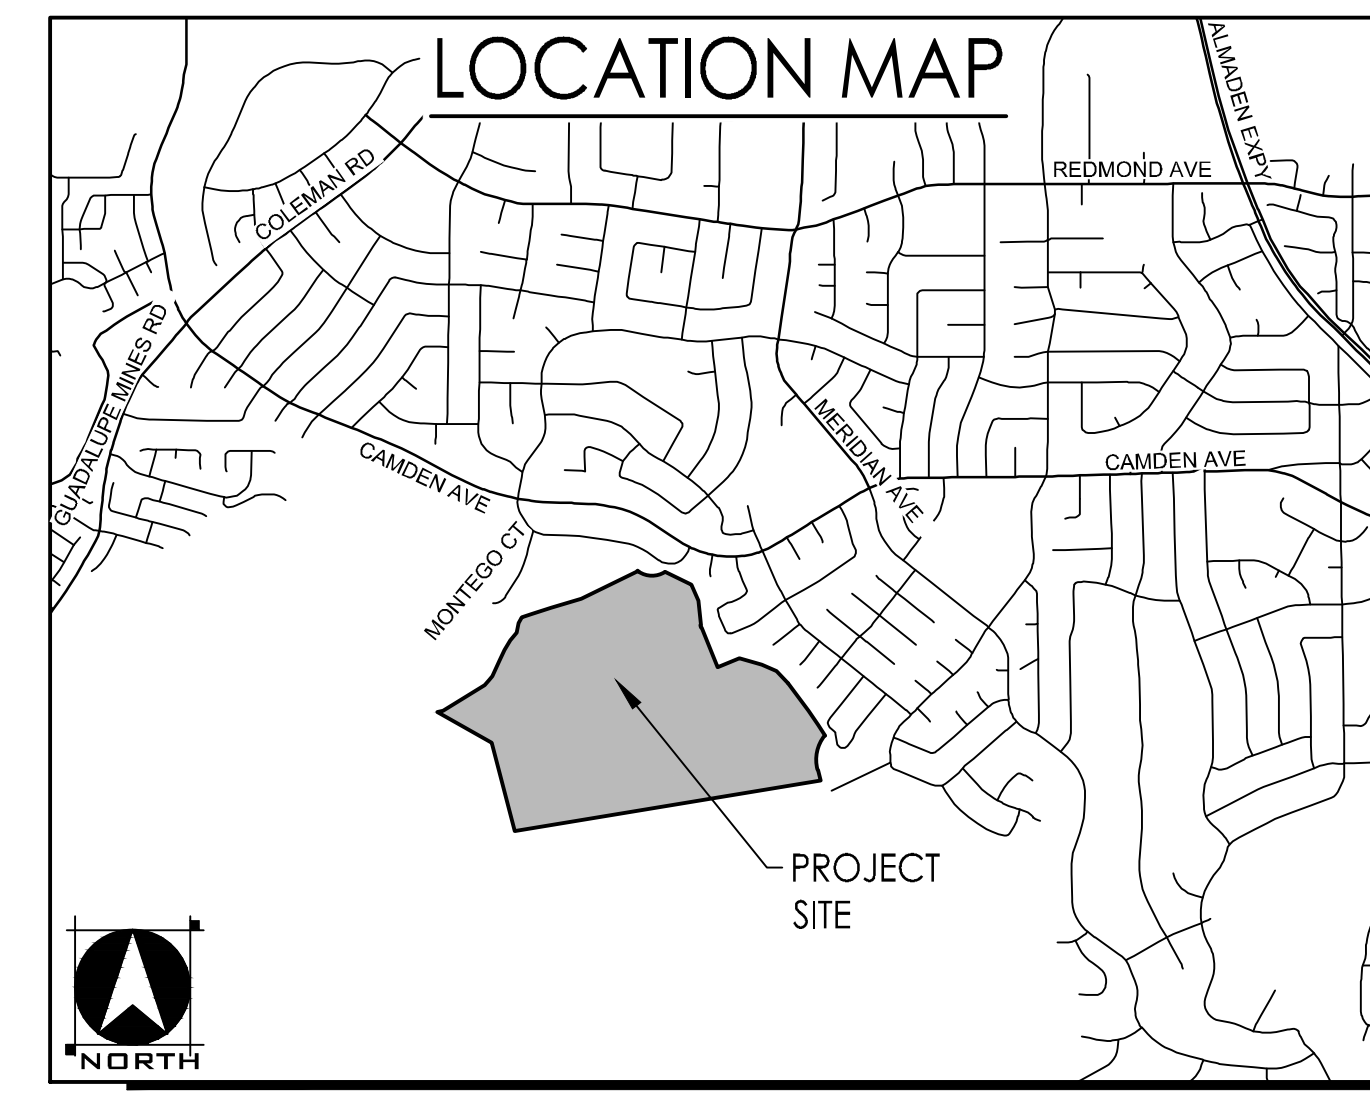 LOCATION MAP
ALMADEN EXPY
REDMOND AVE
COLEMAN RD
GUADALUPE MINES RD
MERIDIAN AVE
CAMDEN AVE
CAMDEN AVE
MONTEGO CT
PROJECT
SITE
NORTH